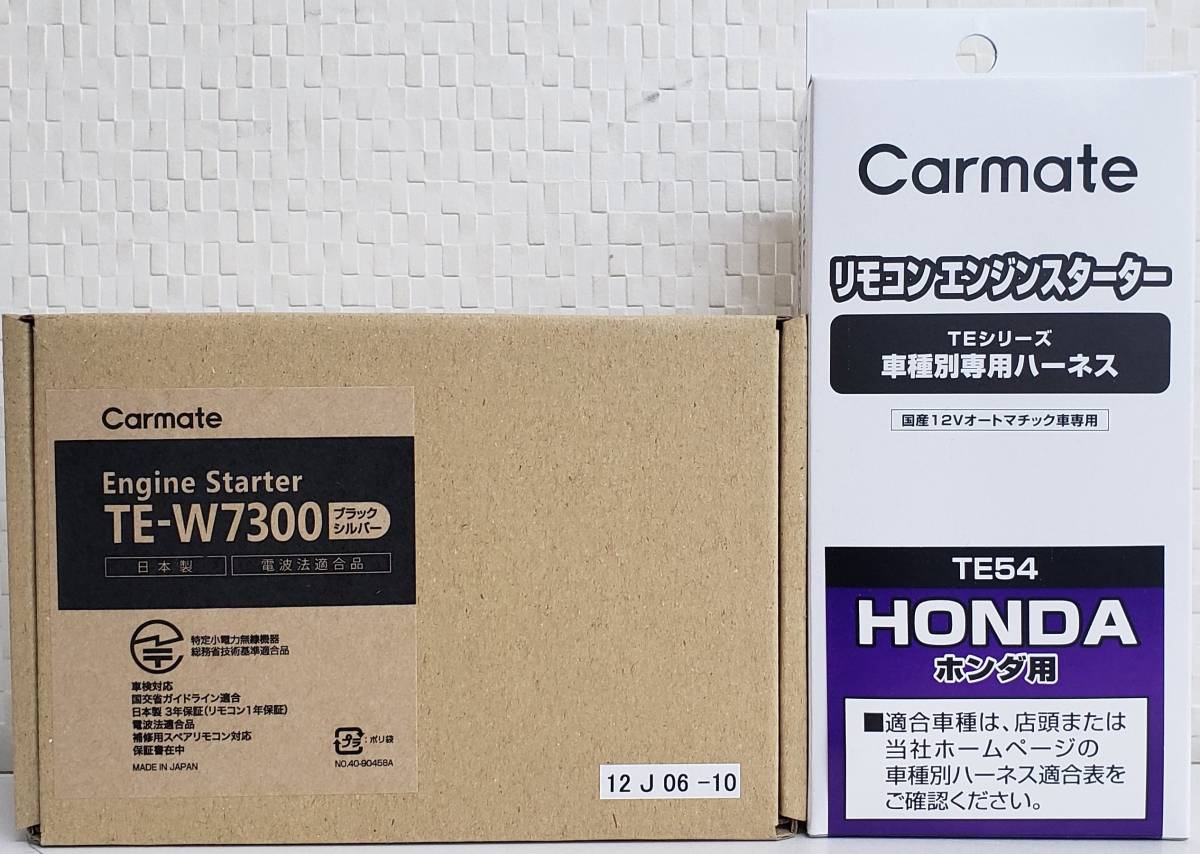 Carmate
Engine Starter
TE-W7300
ブラック
シルバー
日本製
電波法適合品
特定小電力無線機器
総務省技術基準適合品
車検対応
国交省ガイドライン適合
日本製 3年保証(リモコン1年保証)
電波法適合品
補修用スペアリモコン対応
保証書在中
MADE IN JAPAN
プラ
:ポリ袋
NO.40-90458A
12 J 06 -10
Carmate
リモコンエンジンスターター
TEシリーズ
車種別専用ハーネス
国産12Vオートマチック車専用
TE54
HONDA
ホンダ用
■適合車種は、店頭または
当社ホームページの
車種別ハーネス適合表を
ご確認ください。